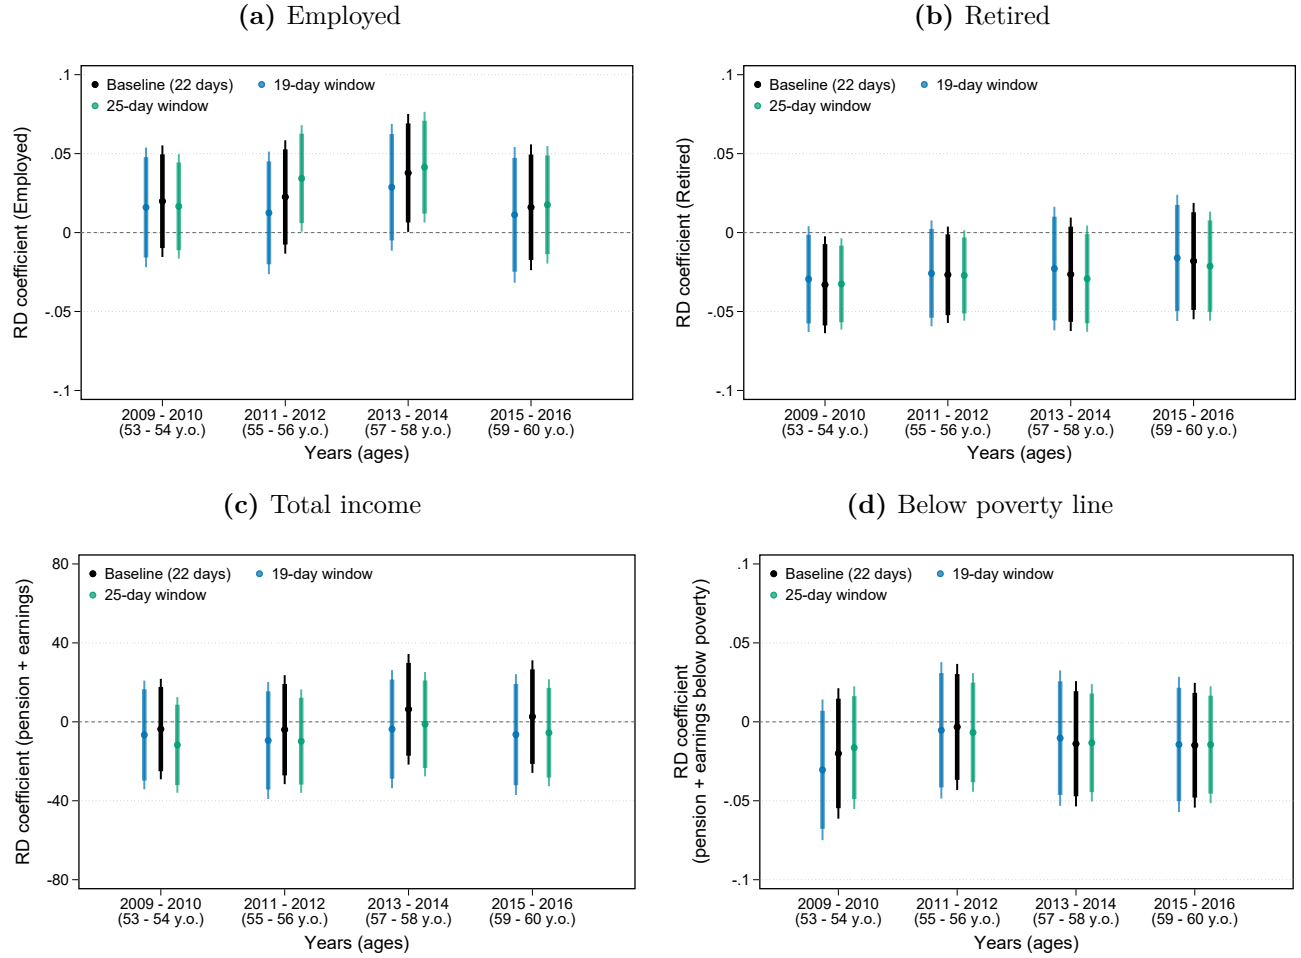 (a) Employed
.1
Baseline (22 days)
19-day window
25-day window
.05
0
-.05
-.1
RD coefficient (Employed)
2009 - 2010
(53 - 54 y.o.)
2011 - 2012
(55 - 56 y.o.)
2013 - 2014
(57 - 58 y.o.)
2015 - 2016
(59 - 60 y.o.)
Years (ages)
(b) Retired
.1
Baseline (22 days)
19-day window
25-day window
.05
0
-.05
-.1
RD coefficient (Retired)
2009 - 2010
(53 - 54 y.o.)
2011 - 2012
(55 - 56 y.o.)
2013 - 2014
(57 - 58 y.o.)
2015 - 2016
(59 - 60 y.o.)
Years (ages)
(c) Total income
80
Baseline (22 days)
19-day window
25-day window
40
0
-40
-80
RD coefficient (pension + earnings)
2009 - 2010
(53 - 54 y.o.)
2011 - 2012
(55 - 56 y.o.)
2013 - 2014
(57 - 58 y.o.)
2015 - 2016
(59 - 60 y.o.)
Years (ages)
(d) Below poverty line
.1
Baseline (22 days)
19-day window
25-day window
.05
0
-.05
-.1
RD coefficient
(pension + earnings below poverty)
2009 - 2010
(53 - 54 y.o.)
2011 - 2012
(55 - 56 y.o.)
2013 - 2014
(57 - 58 y.o.)
2015 - 2016
(59 - 60 y.o.)
Years (ages)